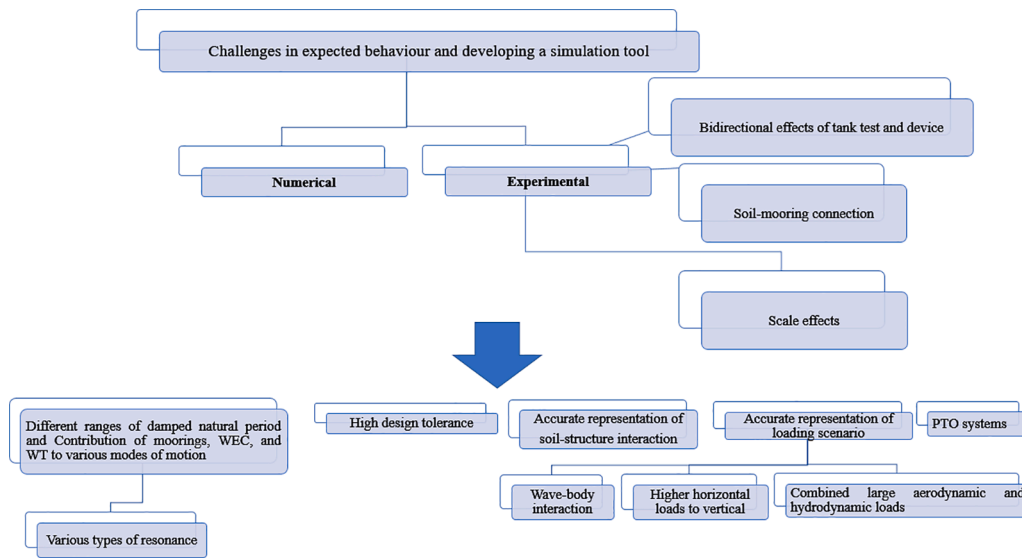 Challenges in expected behaviour and developing a simulation tool
Bidirectional effects of tank test and device
Numerical
Experimental
Soil-mooring connection
Scale effects
Different ranges of damped natural period
and Contribution of moorings, WEC, and
WT to various modes of motion
High design tolerance
Accurate representation of
soil-structure interaction
Accurate representation of
loading scenario
PTO systems
Wave-body
interaction
Higher horizontal
loads to vertical
Combined large aerodynamic and
hydrodynamic loads
Various types of resonance